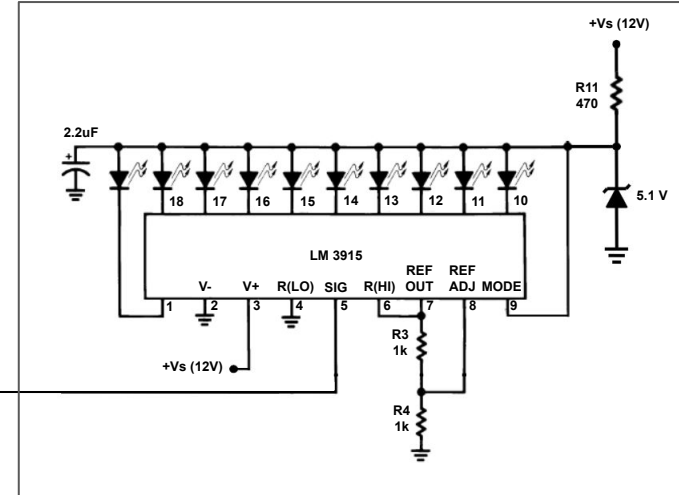 +Vs (12V)
R11
470
2.2uF
+
5.1 V
18 17 16 15 14 13 12 11 10
LM 3915
V- V+ R(LO) SIG R(HI) REF OUT REF ADJ MODE
1 2 3 4 5 6 7 8 9
R3
1k
+Vs (12V)
R4
1k